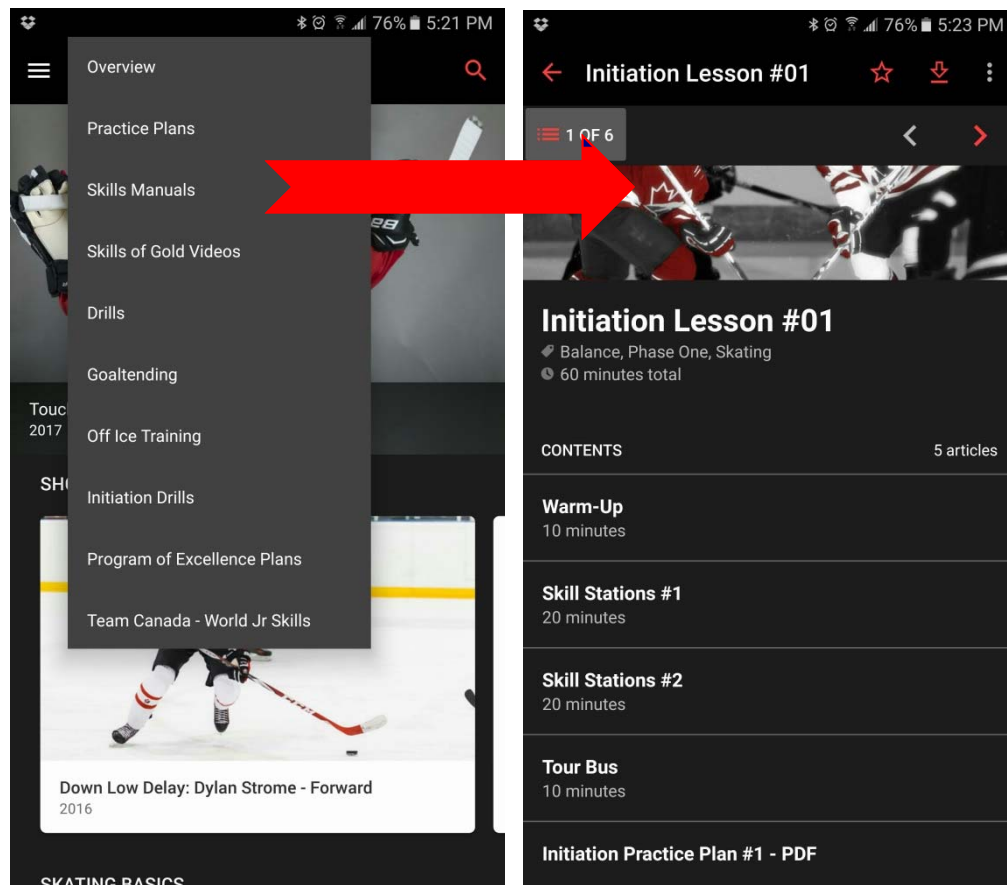 76% 5:21 PM
Overview
Practice Plans
Skills Manuals
Skills of Gold Videos
Drills
Goaltending
Touc
2017
Off Ice Training
SH
Initiation Drills
Program of Excellence Plans
Team Canada - World Jr Skills
Down Low Delay: Dylan Strome - Forward
2016
SKATING BASICS
76% 5:23 PM
Initiation Lesson #01
1 OF 6
Initiation Lesson #01
Balance, Phase One, Skating
60 minutes total
CONTENTS 5 articles
Warm-Up
10 minutes
Skill Stations #1
20 minutes
Skill Stations #2
20 minutes
Tour Bus
10 minutes
Initiation Practice Plan #1 - PDF